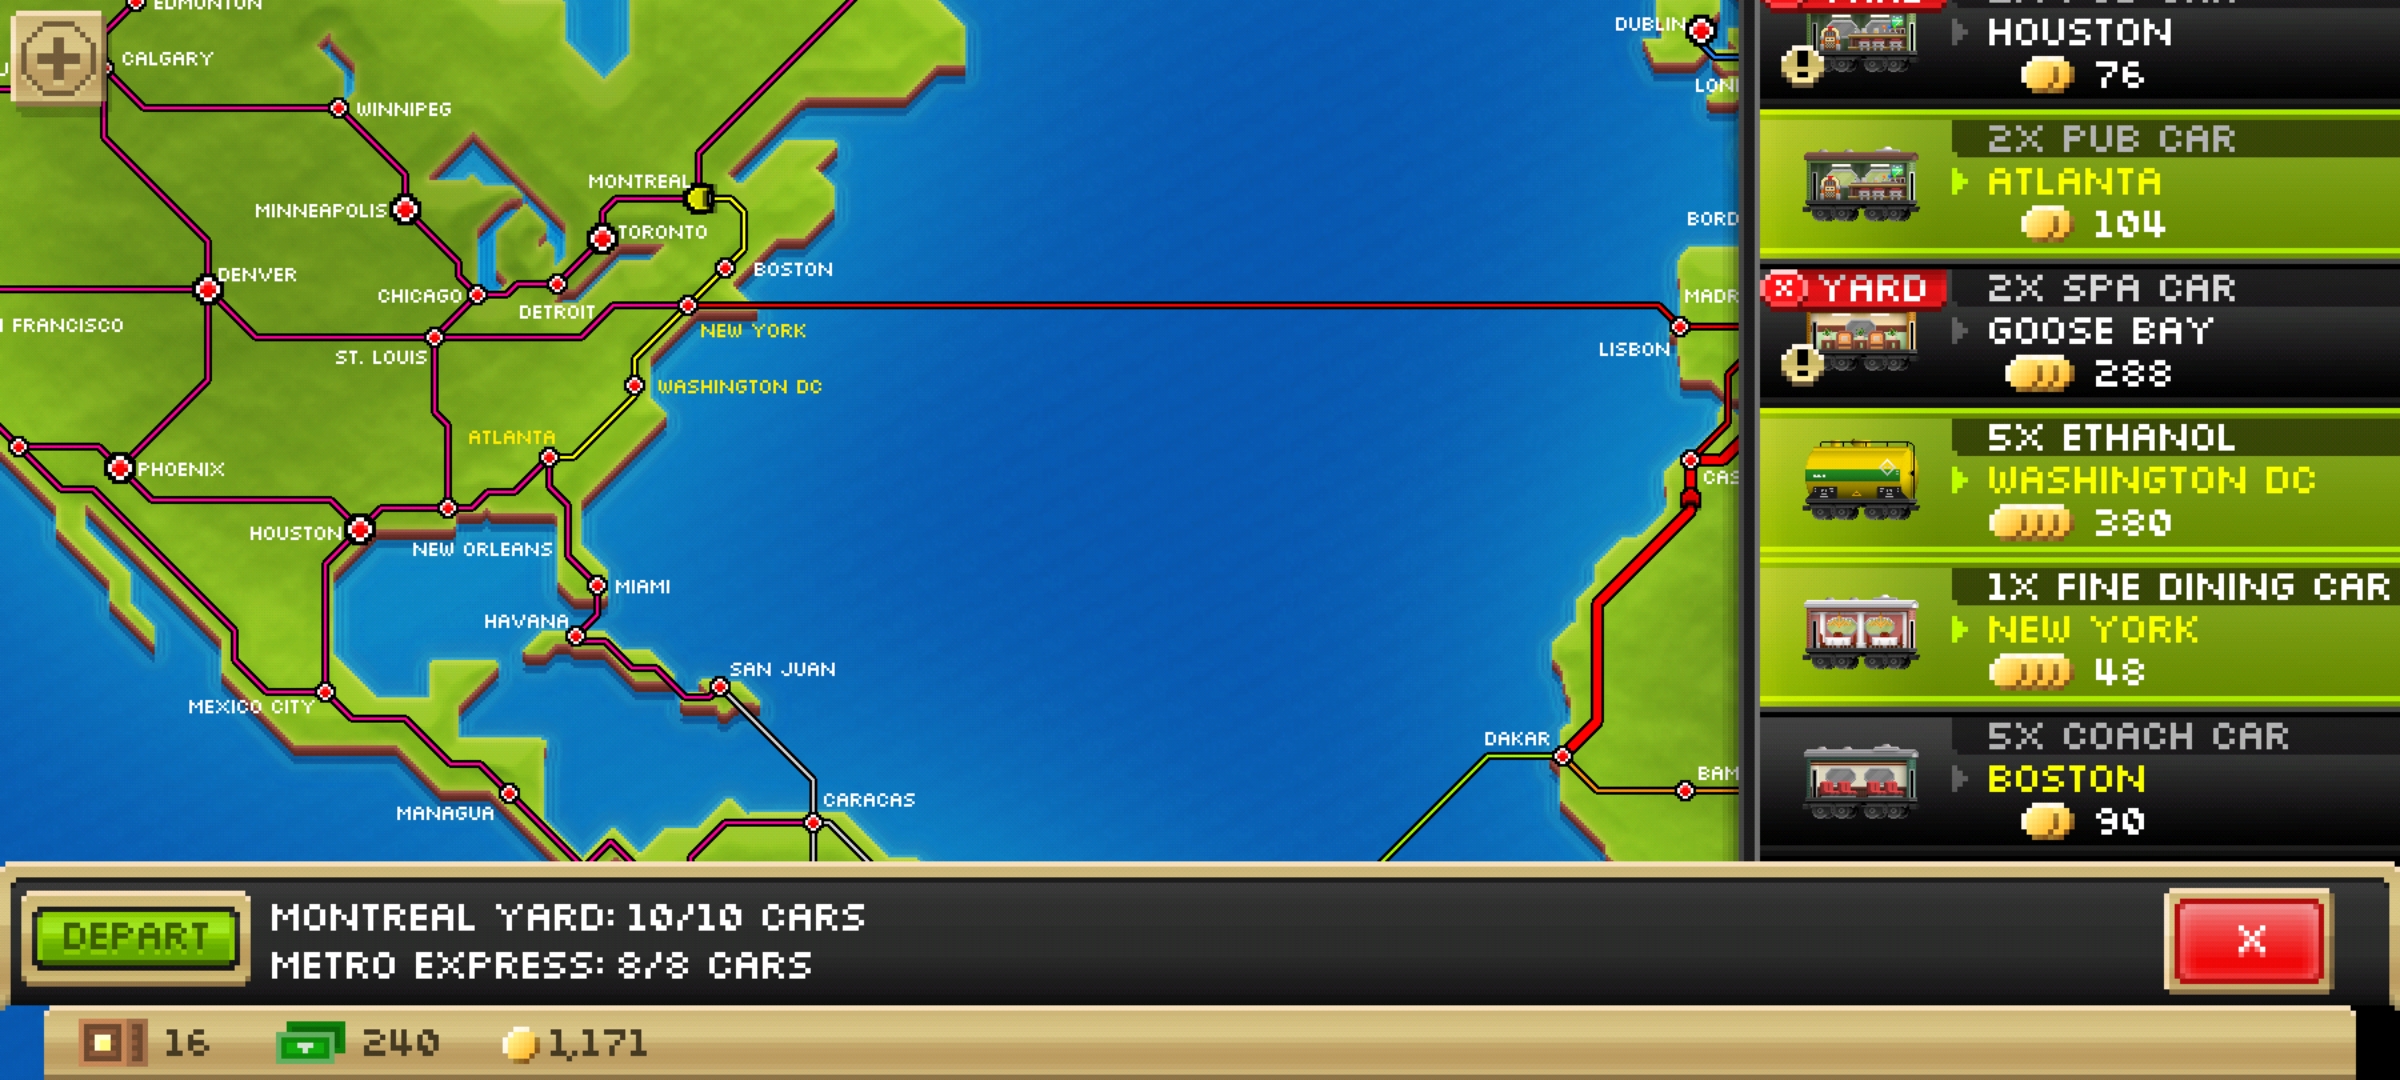 EDMONTON
CALGARY
WINNIPEG
MINNEAPOLIS
MONTREAL
TORONTO
DENVER
CHICAGO
DETROIT
BOSTON
FRANCISCO
ST. LOUIS
NEW YORK
WASHINGTON DC
ATLANTA
PHOENIX
HOUSTON
NEW ORLEANS
MIAMI
HAVANA
SAN JUAN
MEXICO CITY
MANAGUA
CARACAS
DUBLIN
LON
BORD
MADR
LISBON
CAS
DAKAR
BAM
HOUSTON
76
2X PUB CAR
ATLANTA
104
X YARD
2X SPA CAR
GOOSE BAY
288
5X ETHANOL
WASHINGTON DC
380
1X FINE DINING CAR
NEW YORK
48
5X COACH CAR
BOSTON
90
DEPART
MONTREAL YARD: 10/10 CARS
METRO EXPRESS: 8/8 CARS
X
16
240
1,171